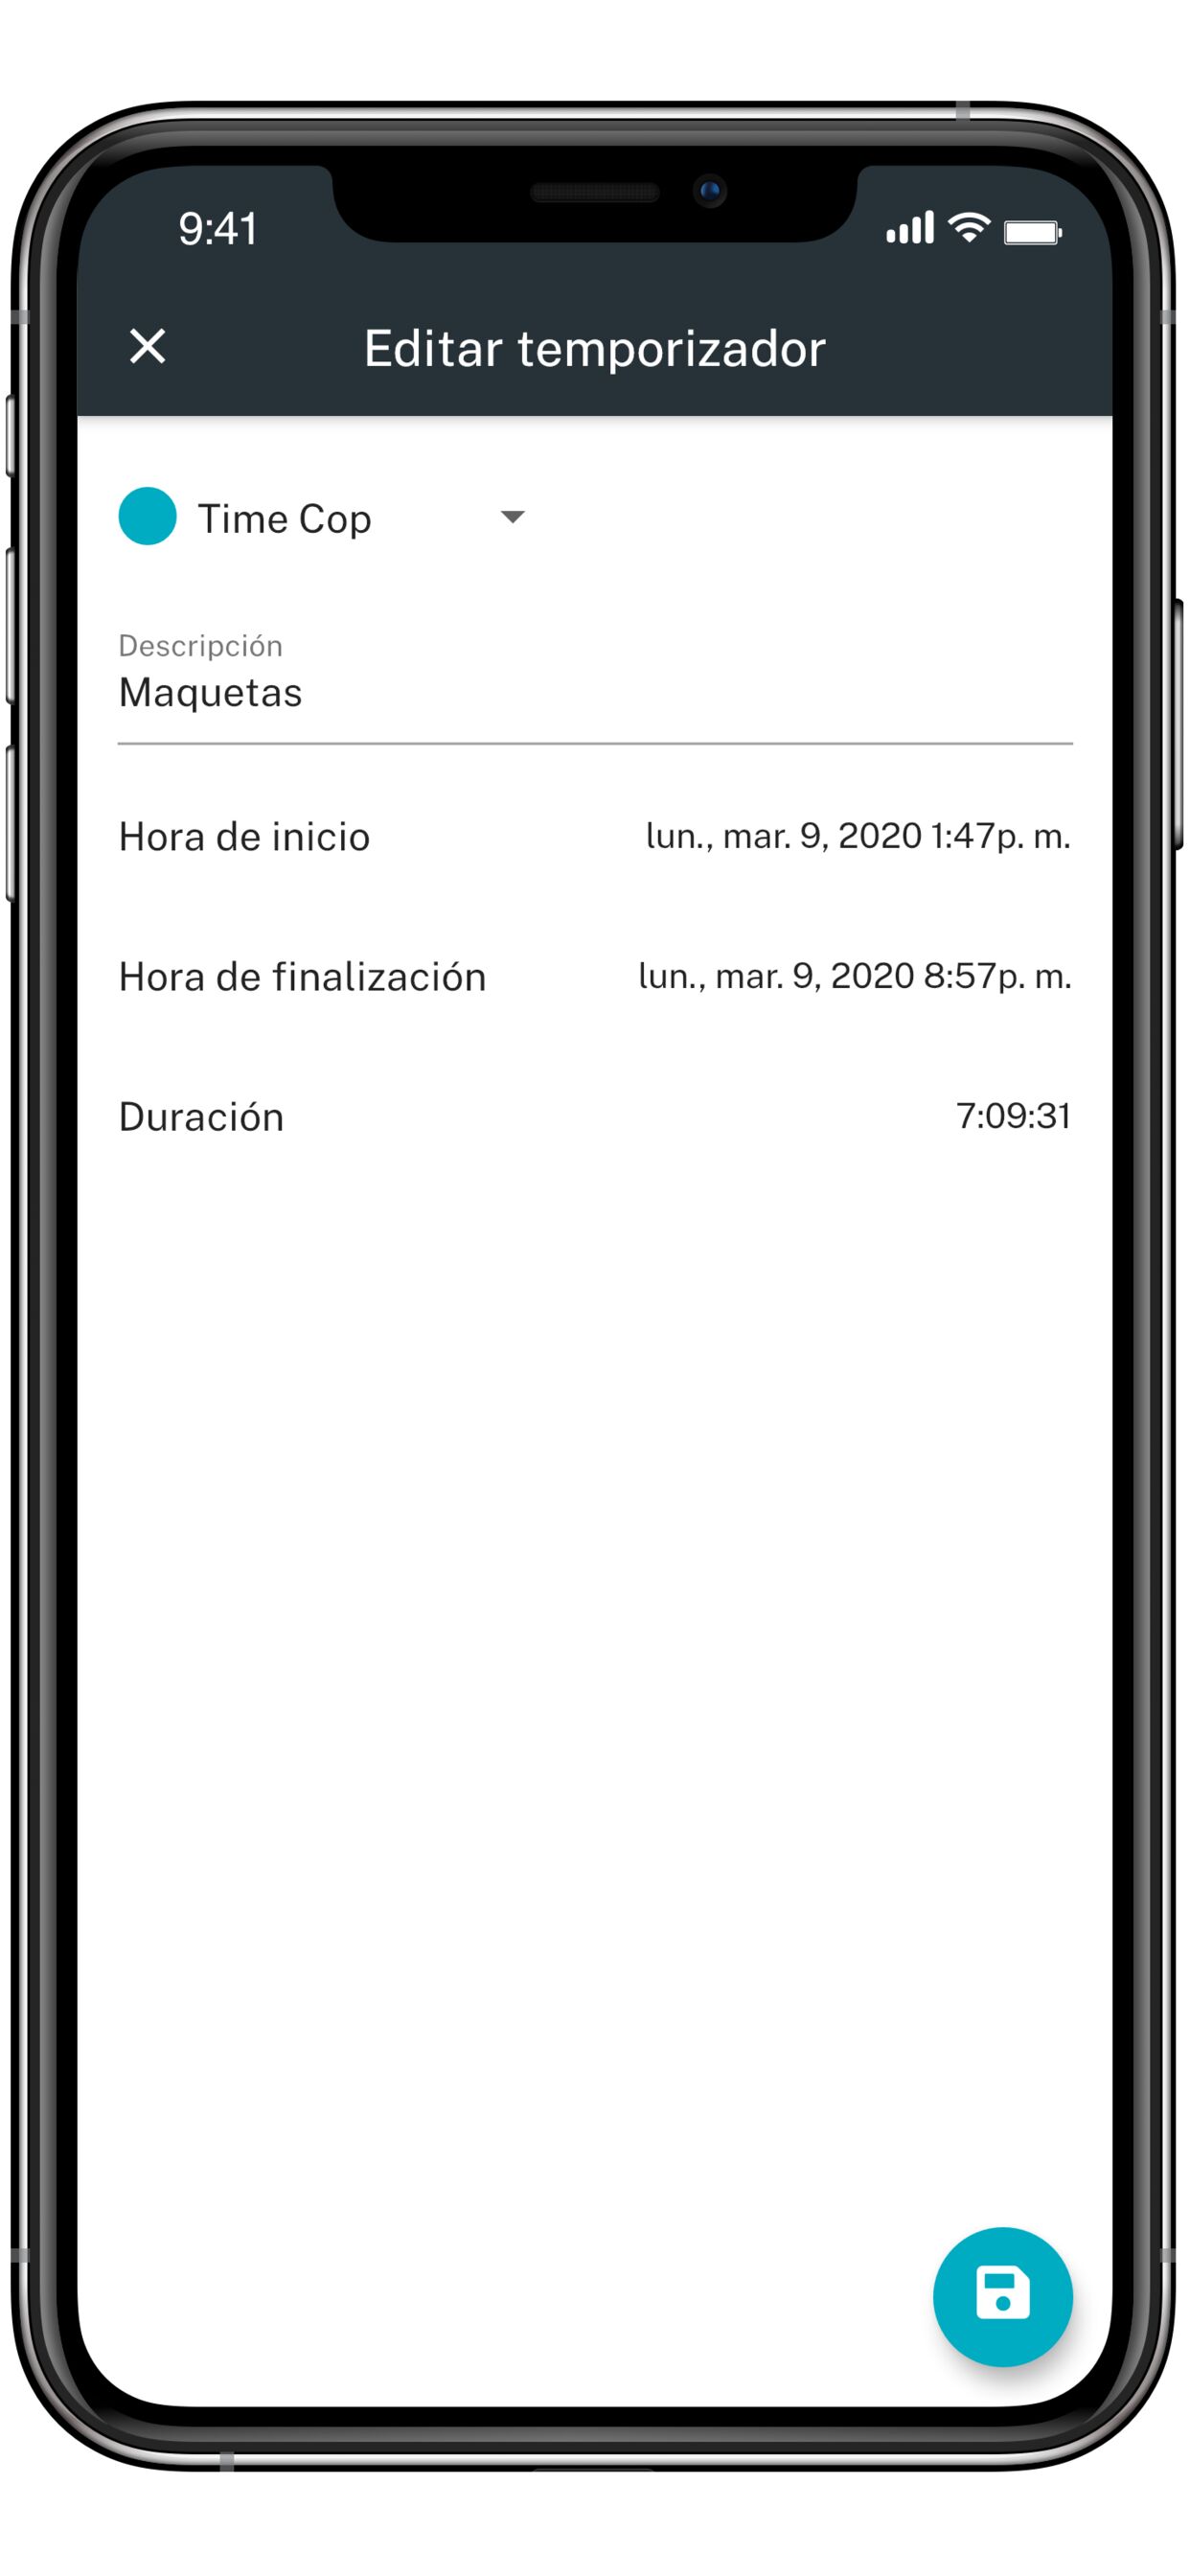 9:41
Editar temporizador
Time Cop
Descripción
Maquetas
Hora de inicio lun., mar. 9, 2020 1:47p. m.
Hora de finalización lun., mar. 9, 2020 8:57p. m.
Duración 7:09:31